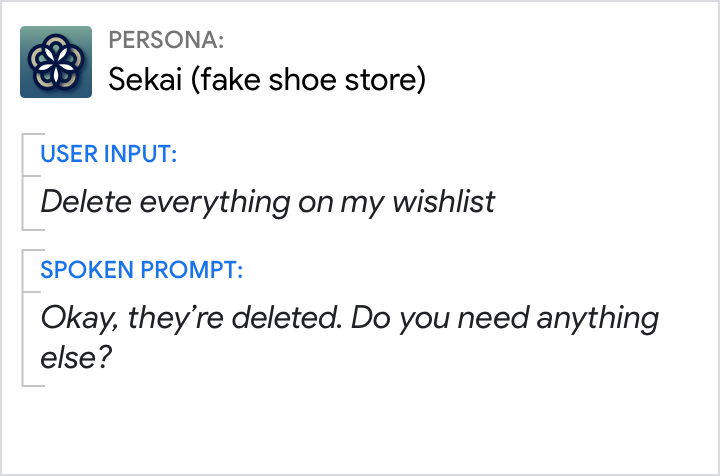 PERSONA:
Sekai (fake shoe store)
USER INPUT:
Delete everything on my wishlist
SPOKEN PROMPT:
Okay, they’re deleted. Do you need anything
else?